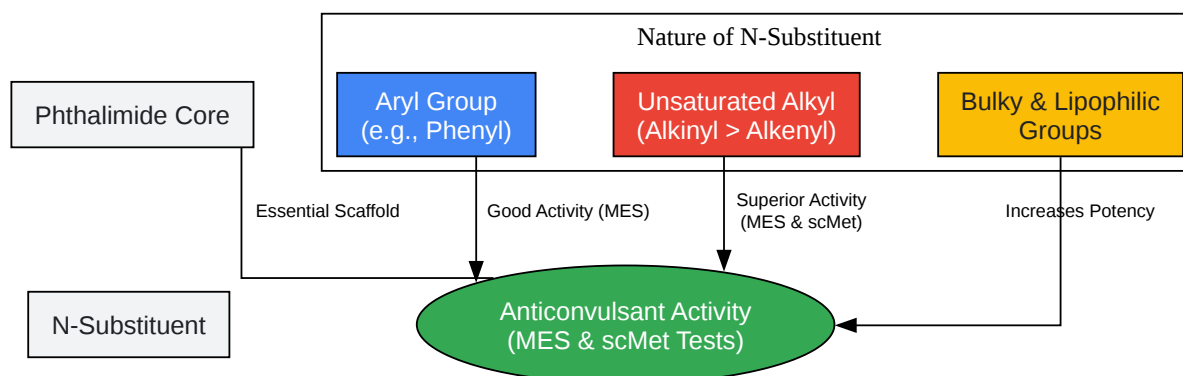 Nature of N-Substituent
Phthalimide Core
Aryl Group
(e.g., Phenyl)
Unsaturated Alkyl
(Alkinyl > Alkenyl)
Bulky & Lipophilic
Groups
Essential Scaffold
Good Activity (MES)
Superior Activity
(MES & scMet)
Increases Potency
N-Substituent
Anticonvulsant Activity
(MES & scMet Tests)